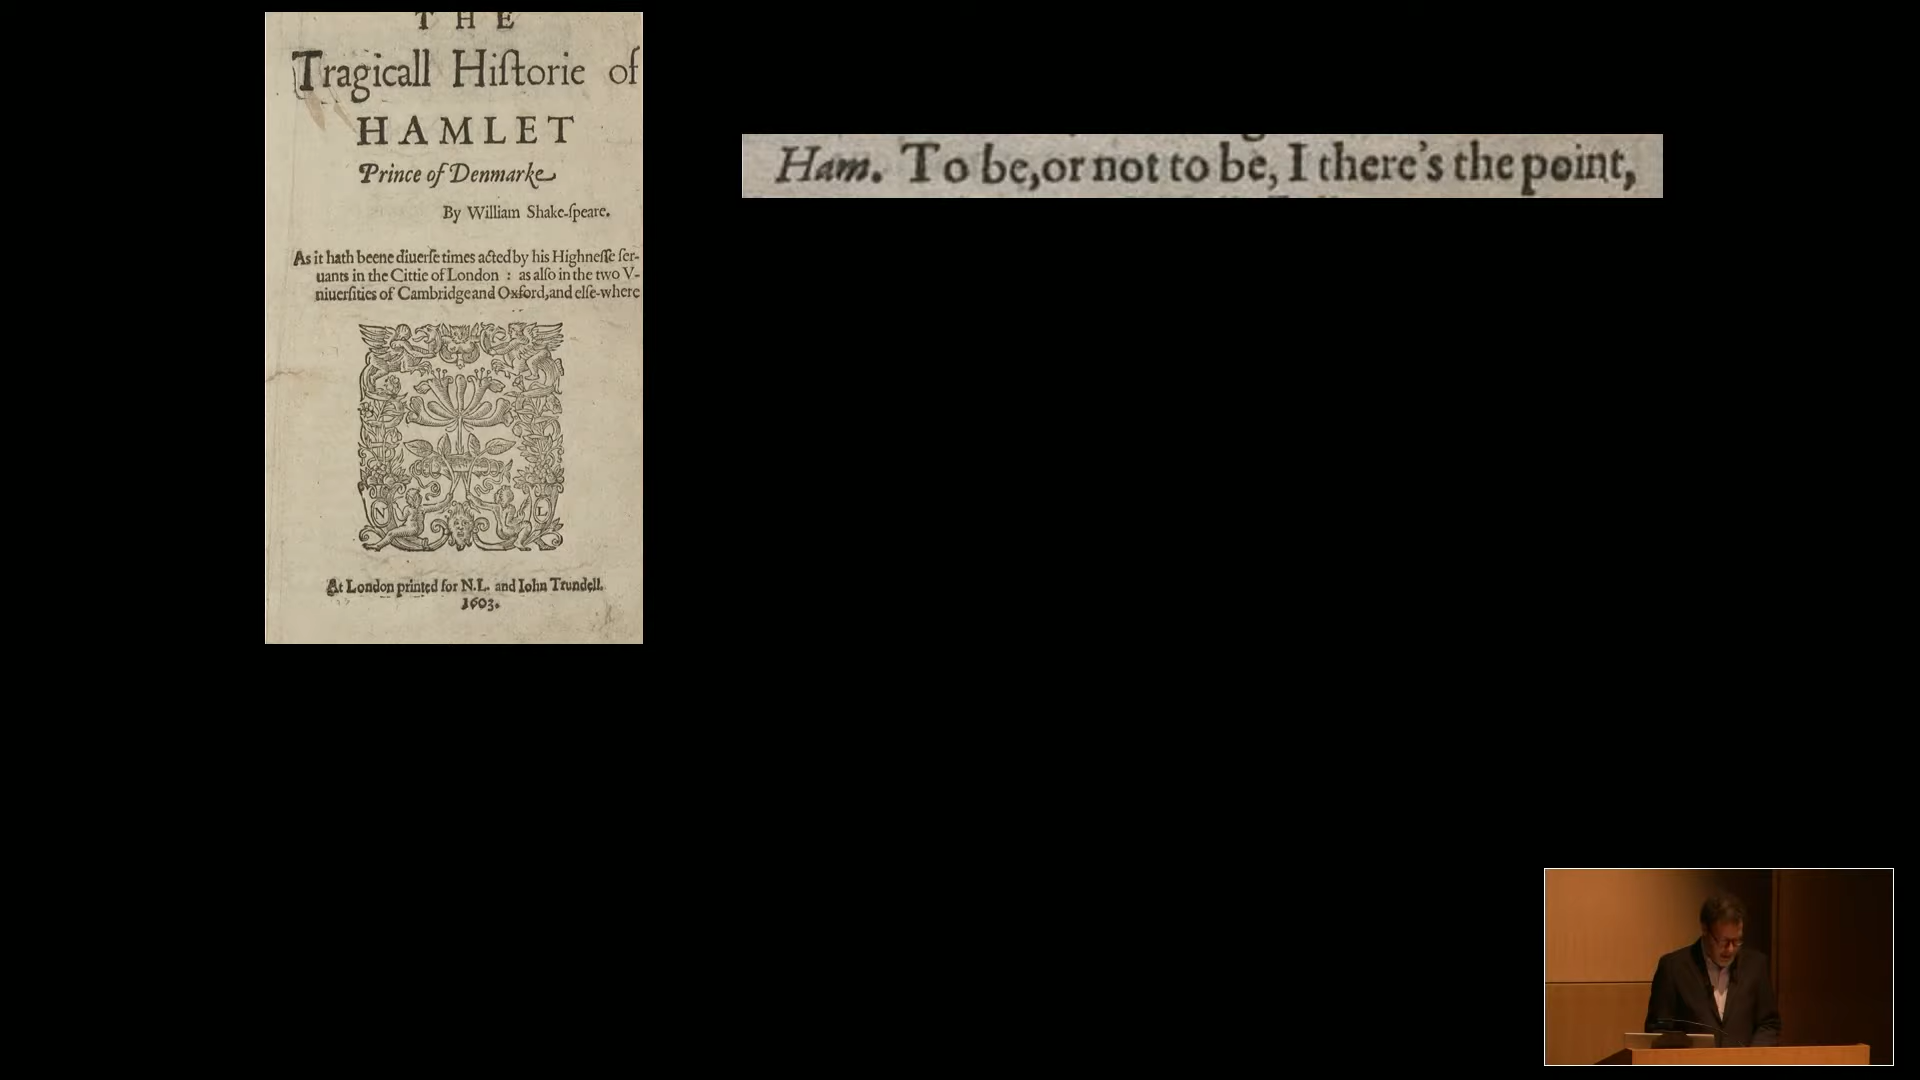 THE
Tragicall Hiſtorie of
HAMLET
Prince of Denmarke
By William Shake-ſpeare.
As it hath beene diuerſe times acted by his Highneſſe ſer-
uants in the Cittie of London : as alſo in the two V-
niuerſities of Cambridge and Oxford, and elſe-where
N L
At London printed for N.L. and Iohn Trundell.
1603.
Ham. To be, or not to be, I there's the point,